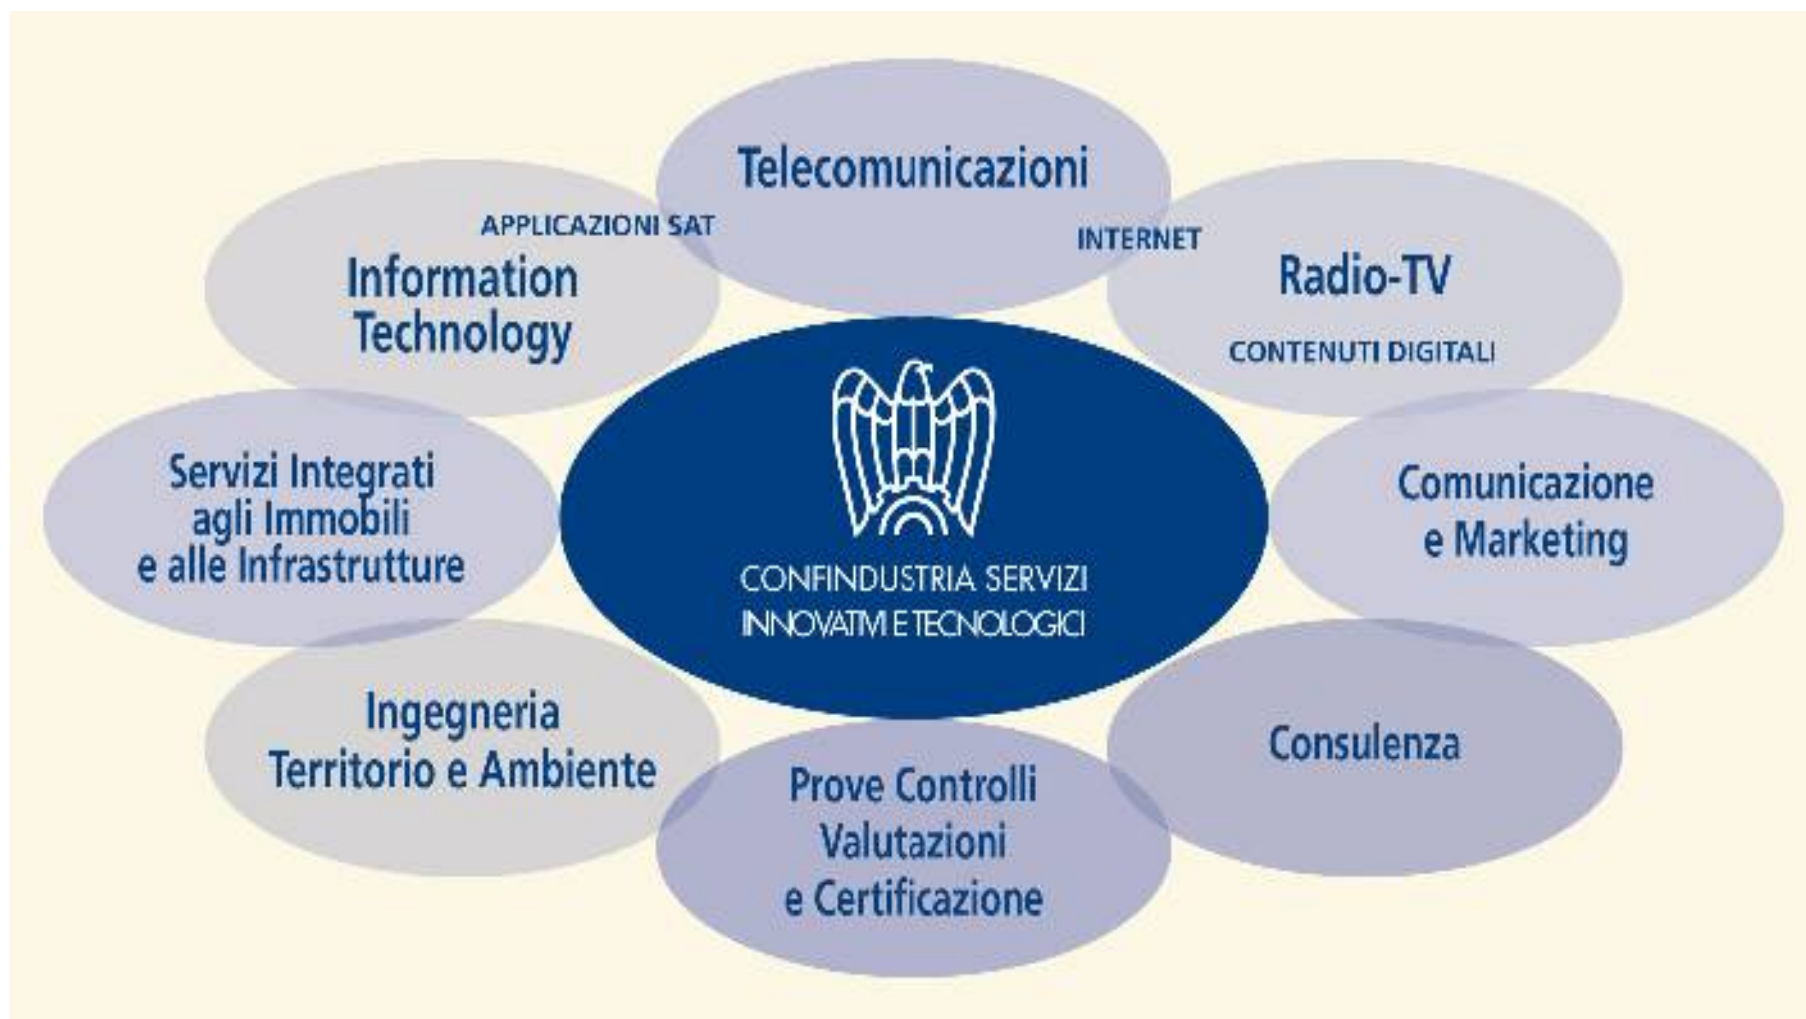 Telecomunicazioni
APPLICAZIONI SAT
INTERNET
Information
Technology
Radio-TV
CONTENUTI DIGITALI
Servizi Integrati
agli Immobili
e alle Infrastrutture
CONFINDUSTRIA SERVIZI
INNOVATIVI E TECNOLOGICI
Comunicazione
e Marketing
Ingegneria
Territorio e Ambiente
Prove Controlli
Valutazioni
e Certificazione
Consulenza